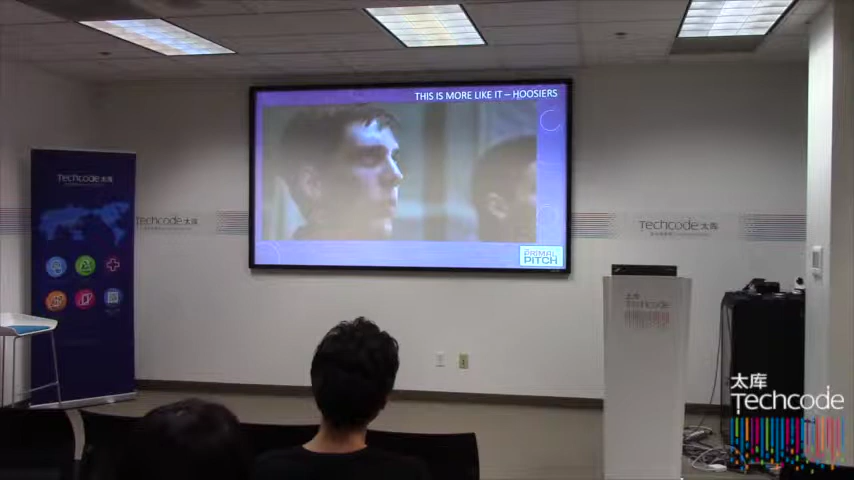 THIS IS MORE LIKE IT – HOOSIERS
PRIMAL
PITCH
Techcode 太库
Techcode 太库
Techcode 太库
太库
Techcode
太库
Techcode